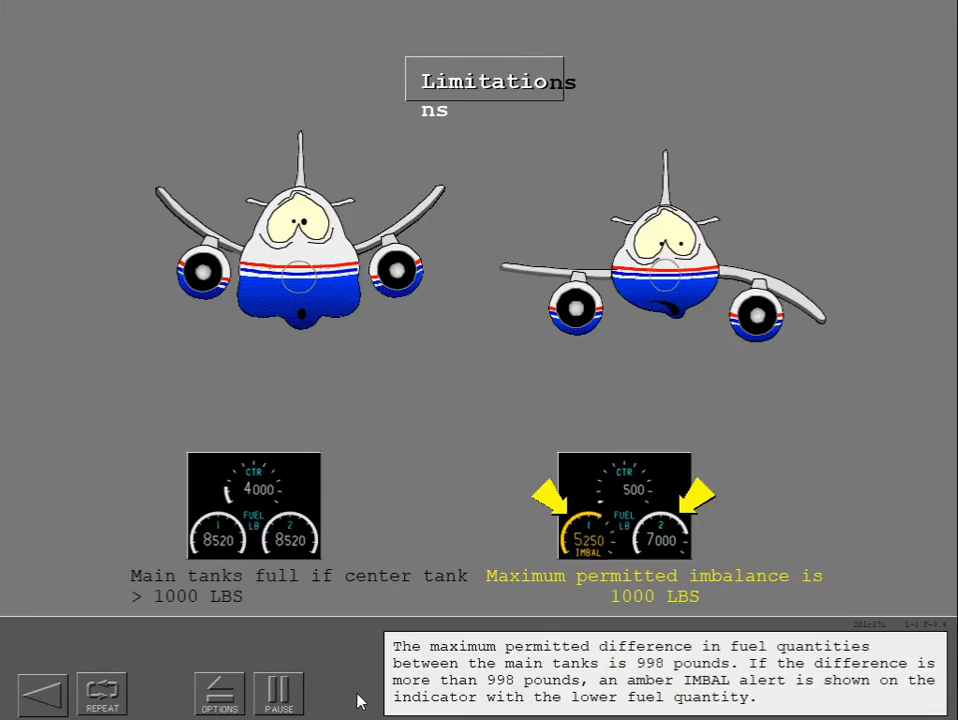 Limitations
ns
CTR
4000
FUEL
LB
1
8520
2
8520
CTR
500
FUEL
LB
1
5250
IMBAL
2
7000
Main tanks full if center tank
> 1000 LBS
Maximum permitted imbalance is
1000 LBS
The maximum permitted difference in fuel quantities
between the main tanks is 998 pounds. If the difference is
more than 998 pounds, an amber IMBAL alert is shown on the
indicator with the lower fuel quantity.
REPEAT
OPTIONS
PAUSE